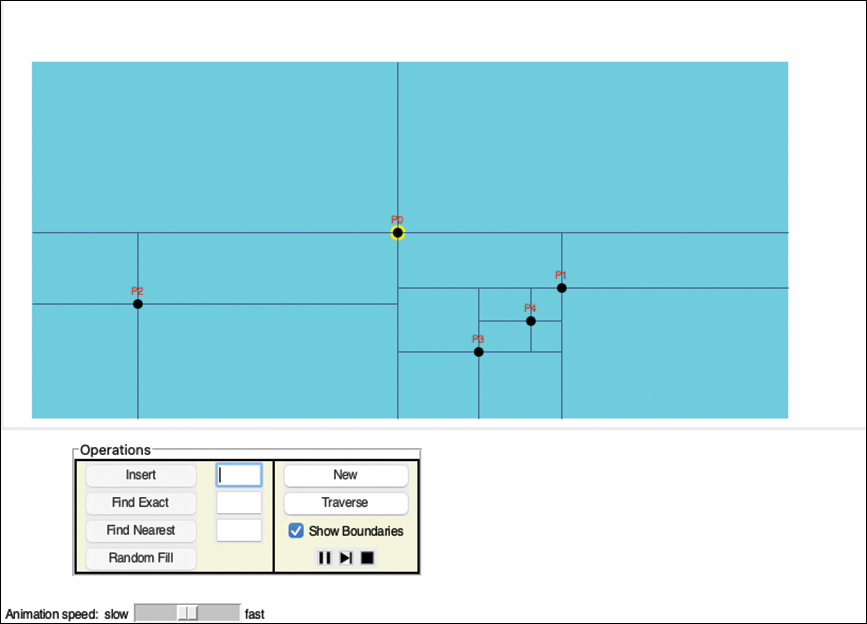 P0
P2
P1
P4
P3
Operations
Insert
New
Find Exact
Traverse
Find Nearest
Show Boundaries
Random Fill
Animation speed: slow fast